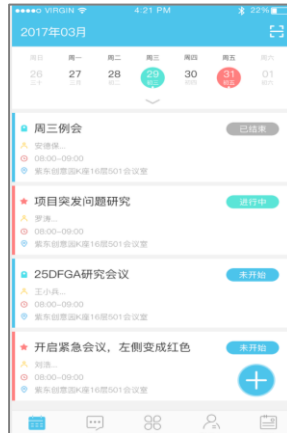 VIRGIN 4:21 PM 22%
2017年03月
周日 周一 周二 周三 周四 周五 周六
26 27 28 29 30 31 01
周三例会 已结束
安德保...
08:00-09:00
紫东创意园K座16层501会议室
项目突发问题研究 进行中
罗涛...
08:00-09:00
紫东创意园K座16层501会议室
25DFGA研究会议 未开始
王小兵...
08:00-09:00
紫东创意园K座16层501会议室
开启紧急会议，左侧变成红色 未开始
刘浩...
08:00-09:00
紫东创意园K座16层501会议室